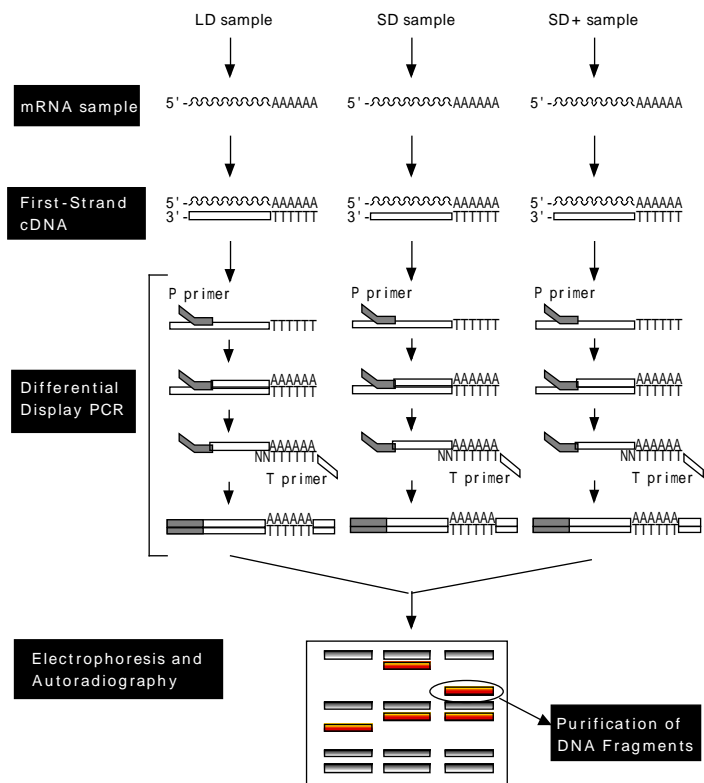 LD sample SD sample SD+ sample
mRNA sample
5'- AAAAAA 5'- AAAAAA 5'- AAAAAA
First-Strand
cDNA
5'- AAAAAA 5'- AAAAAA 5'- AAAAAA
3'- TTTTTT 3'- TTTTTT 3'- TTTTTT
P primer P primer P primer
TTTTTT TTTTTT TTTTTT
Differential
Display PCR
AAAAAA AAAAAA AAAAAA
TTTTTT TTTTTT TTTTTT
AAAAAA AAAAAA AAAAAA
NNTTTTTT NNTTTTTT NNTTTTTT
T primer T primer T primer
AAAAAA AAAAAA AAAAAA
TTTTTT TTTTTT TTTTTT
Electrophoresis and
Autoradiography
Purification of
DNA Fragments